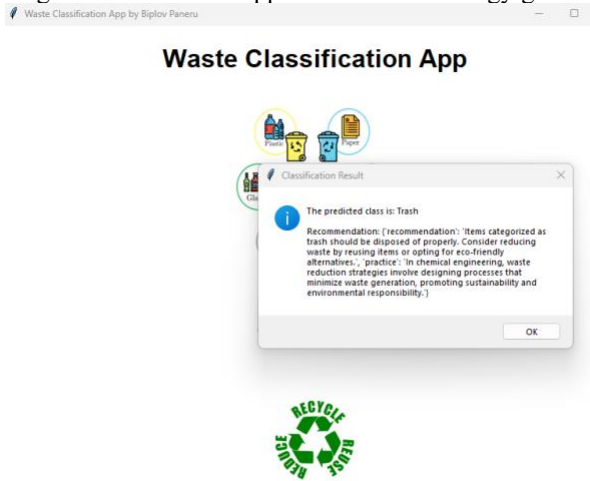 Waste Classification App by Biplov Paneru
Waste Classification App
Plastic
Paper
Classification Result
The predicted class is: Trash
Recommendation: {'recommendation': 'Items categorized as
trash should be disposed of properly. Consider reducing
waste by reusing items or opting for eco-friendly
alternatives.', 'practice': 'In chemical engineering, waste
reduction strategies involve designing processes that
minimize waste generation, promoting sustainability and
environmental responsibility.'}
OK
RECYCLE
REDUCE
REUSE